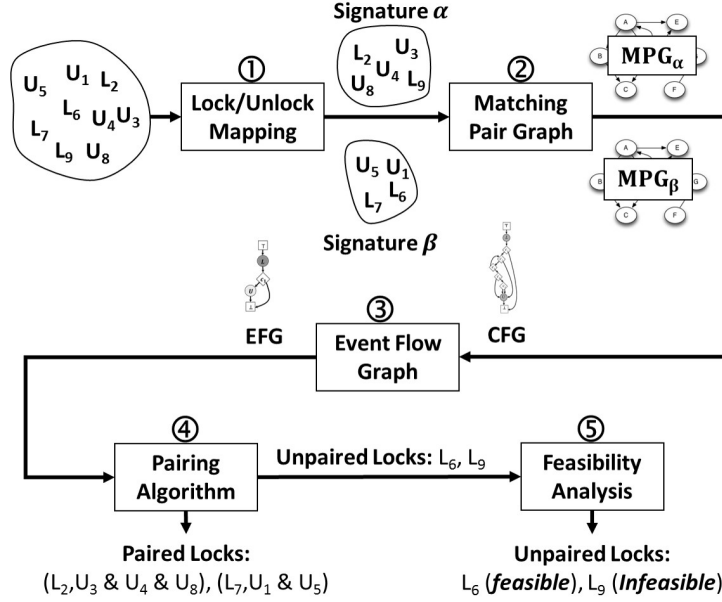 Signature α
U5 U1 L2
L6 U4 U3
L7
L9 U8
①
Lock/Unlock
Mapping
L2 U3
U4
U8 L9
②
Matching
Pair Graph
A E
B
MPGα
C F
U5 U1
L7 L6
Signature β
A E
B G
MPGβ
C F
EFG
③
Event Flow
Graph
CFG
④
Pairing
Algorithm
Unpaired Locks: L6, L9
⑤
Feasibility
Analysis
Paired Locks:
(L2,U3 & U4 & U8), (L7,U1 & U5)
Unpaired Locks:
L6 (feasible), L9 (Infeasible)